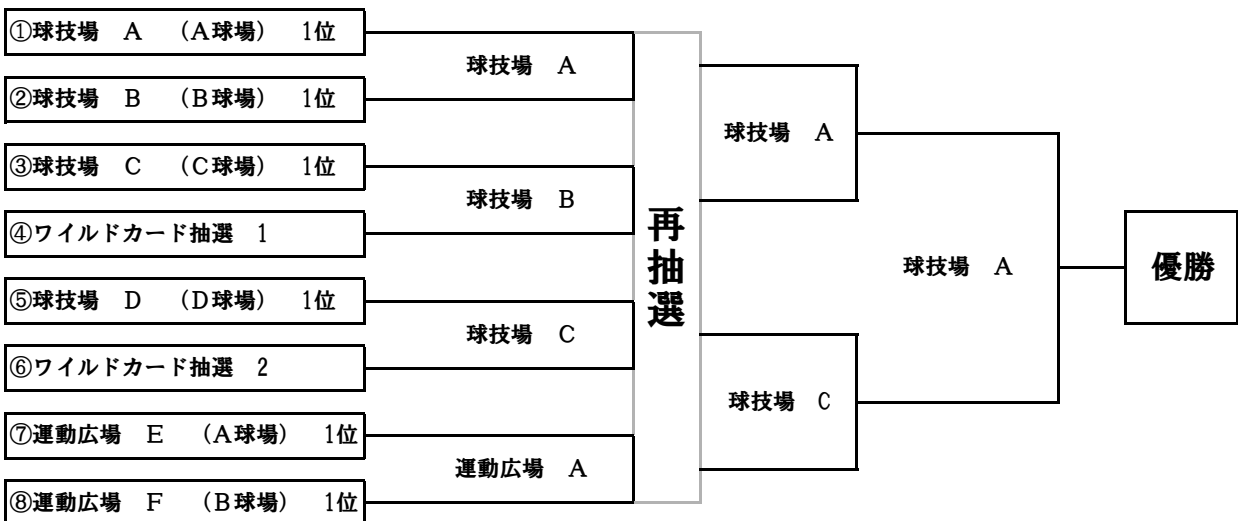 ①球技場　A　（A球場）　1位
球技場　A
②球技場　B　（B球場）　1位
球技場　A
③球技場　C　（C球場）　1位
球技場　B
④ワイルドカード抽選　1
再抽選
球技場　A
優勝
⑤球技場　D　（D球場）　1位
球技場　C
⑥ワイルドカード抽選　2
球技場　C
⑦運動広場　E　（A球場）　1位
運動広場　A
⑧運動広場　F　（B球場）　1位